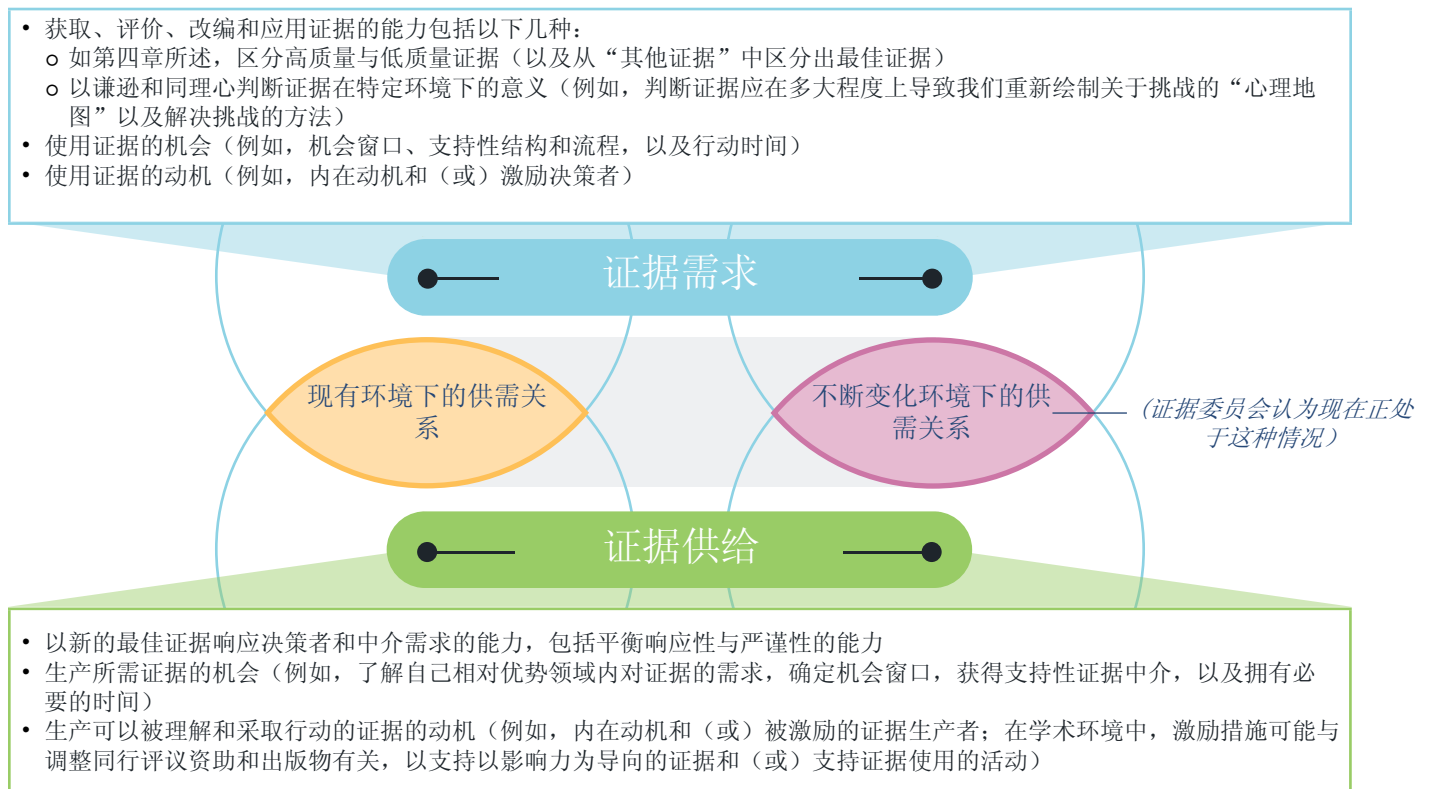 • 获取、评价、改编和应用证据的能力包括以下几种：
o 如第四章所述，区分高质量与低质量证据（以及从“其他证据”中区分出最佳证据）
o 以谦逊和同理心判断证据在特定环境下的意义（例如，判断证据应在多大程度上导致我们重新绘制关于挑战的“心理地
图”以及解决挑战的方法）
• 使用证据的机会（例如，机会窗口、支持性结构和流程，以及行动时间）
• 使用证据的动机（例如，内在动机和（或）激励决策者）
证据需求
现有环境下的供需关
系
不断变化环境下的供
需关系
（证据委员会认为现在正处
于这种情况）
证据供给
• 以新的最佳证据响应决策者和中介需求的能力，包括平衡响应性与严谨性的能力
• 生产所需证据的机会（例如，了解自己相对优势领域内对证据的需求，确定机会窗口，获得支持性证据中介，以及拥有必
要的时间）
• 生产可以被理解和采取行动的证据的动机（例如，内在动机和（或）被激励的证据生产者；在学术环境中，激励措施可能与
调整同行评议资助和出版物有关，以支持以影响力为导向的证据和（或）支持证据使用的活动）